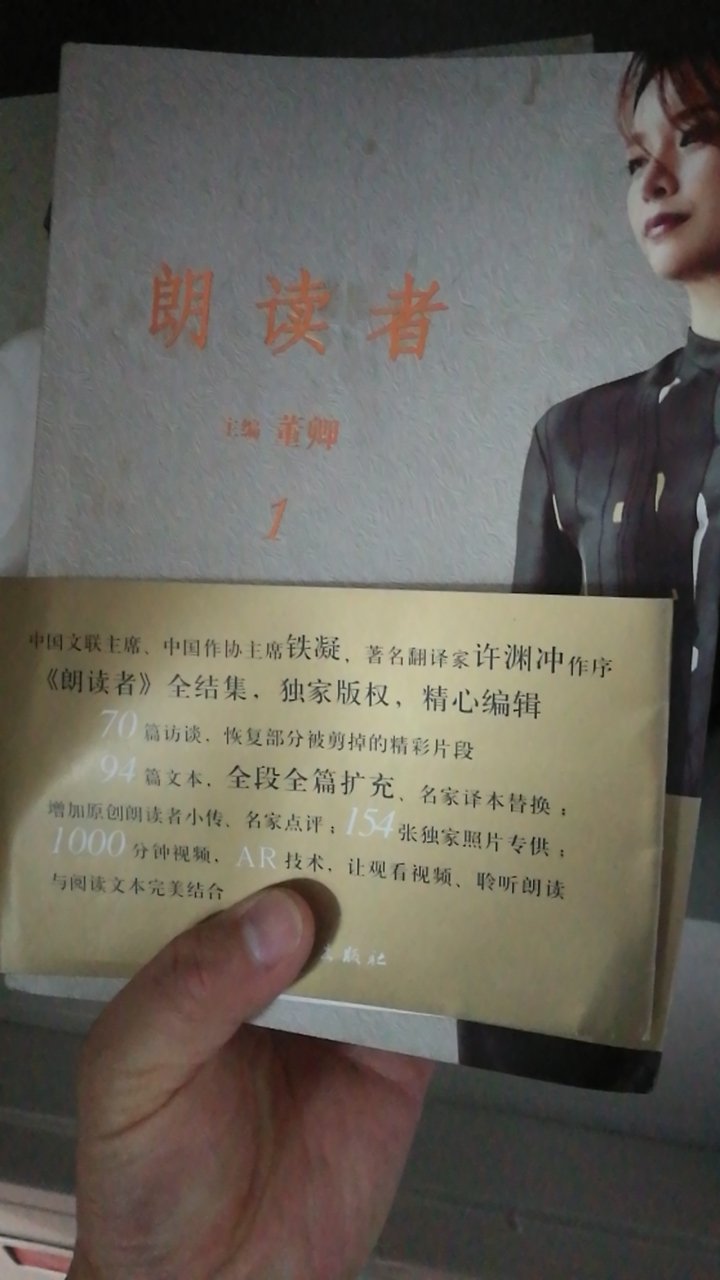 朗读者
主编 董卿
1
中国文联主席、中国作协主席铁凝，著名翻译家许渊冲作序
《朗读者》全结集，独家版权，精心编辑
70篇访谈、恢复部分被剪掉的精彩片段
94篇文本，全段全篇扩充、名家译本替换；
增加原创朗读者小传、名家点评；154张独家照片专供；
1000分钟视频，AR技术，让观看视频、聆听朗读
与阅读文本完美结合
出版社